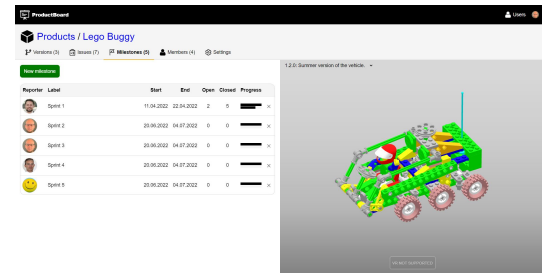 ProductBoard
Users
Products / Lego Buggy
Versions (3) Issues (7) Milestones (5) Members (4) Settings
New milestone
1.2.0: Summer version of the vehicle.
Reporter Label Start End Open Closed Progress
Sprint 1 11.04.2022 22.04.2022 2 5 ×
Sprint 2 20.06.2022 04.07.2022 0 0 ×
Sprint 3 20.06.2022 04.07.2022 0 0 ×
Sprint 4 20.06.2022 04.07.2022 0 0 ×
Sprint 5 20.06.2022 04.07.2022 0 0 ×
VR NOT SUPPORTED